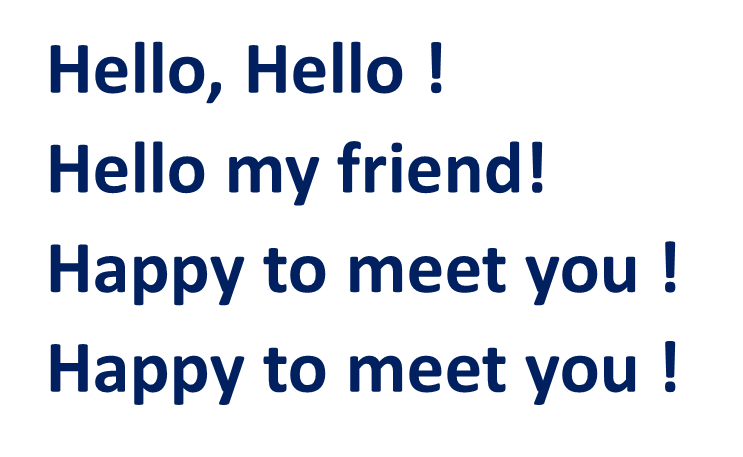 Hello, Hello !
Hello my friend!
Happy to meet you !
Happy to meet you !